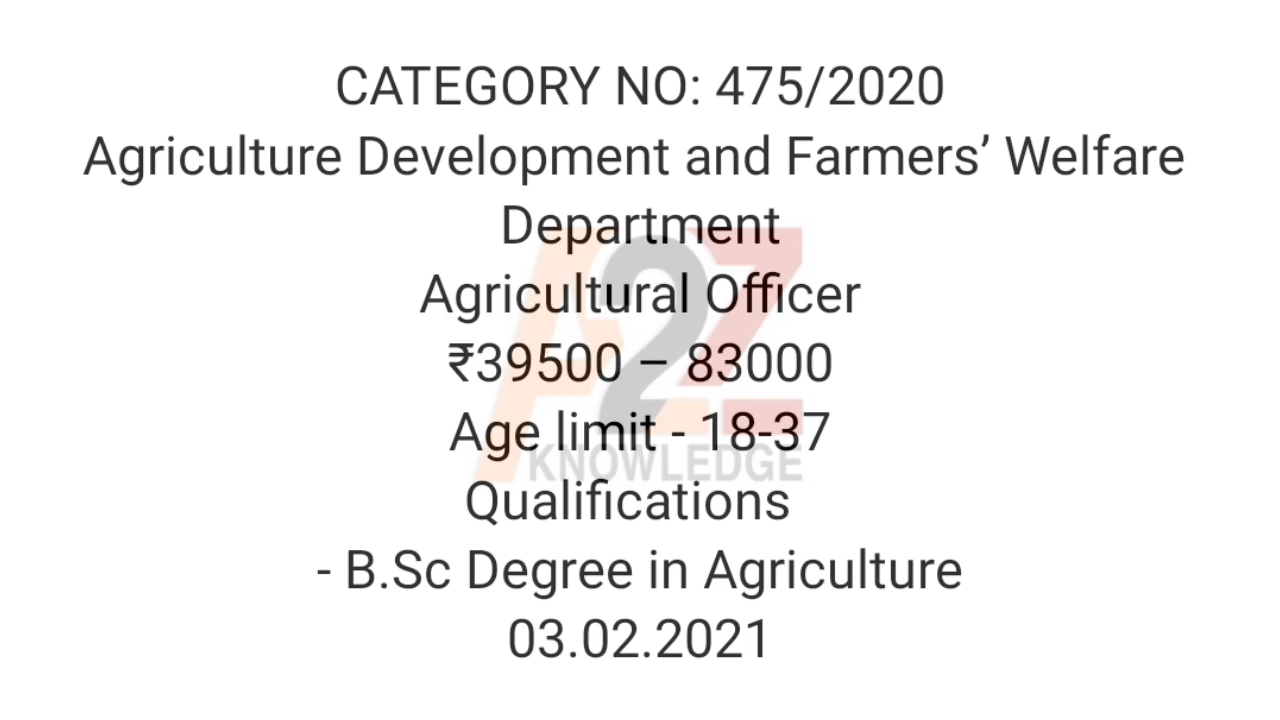 CATEGORY NO: 475/2020
Agriculture Development and Farmers’ Welfare
Department
Agricultural Officer
₹39500 – 83000
Age limit - 18-37
Qualifications
- B.Sc Degree in Agriculture
03.02.2021
A2Z
KNOWLEDGE